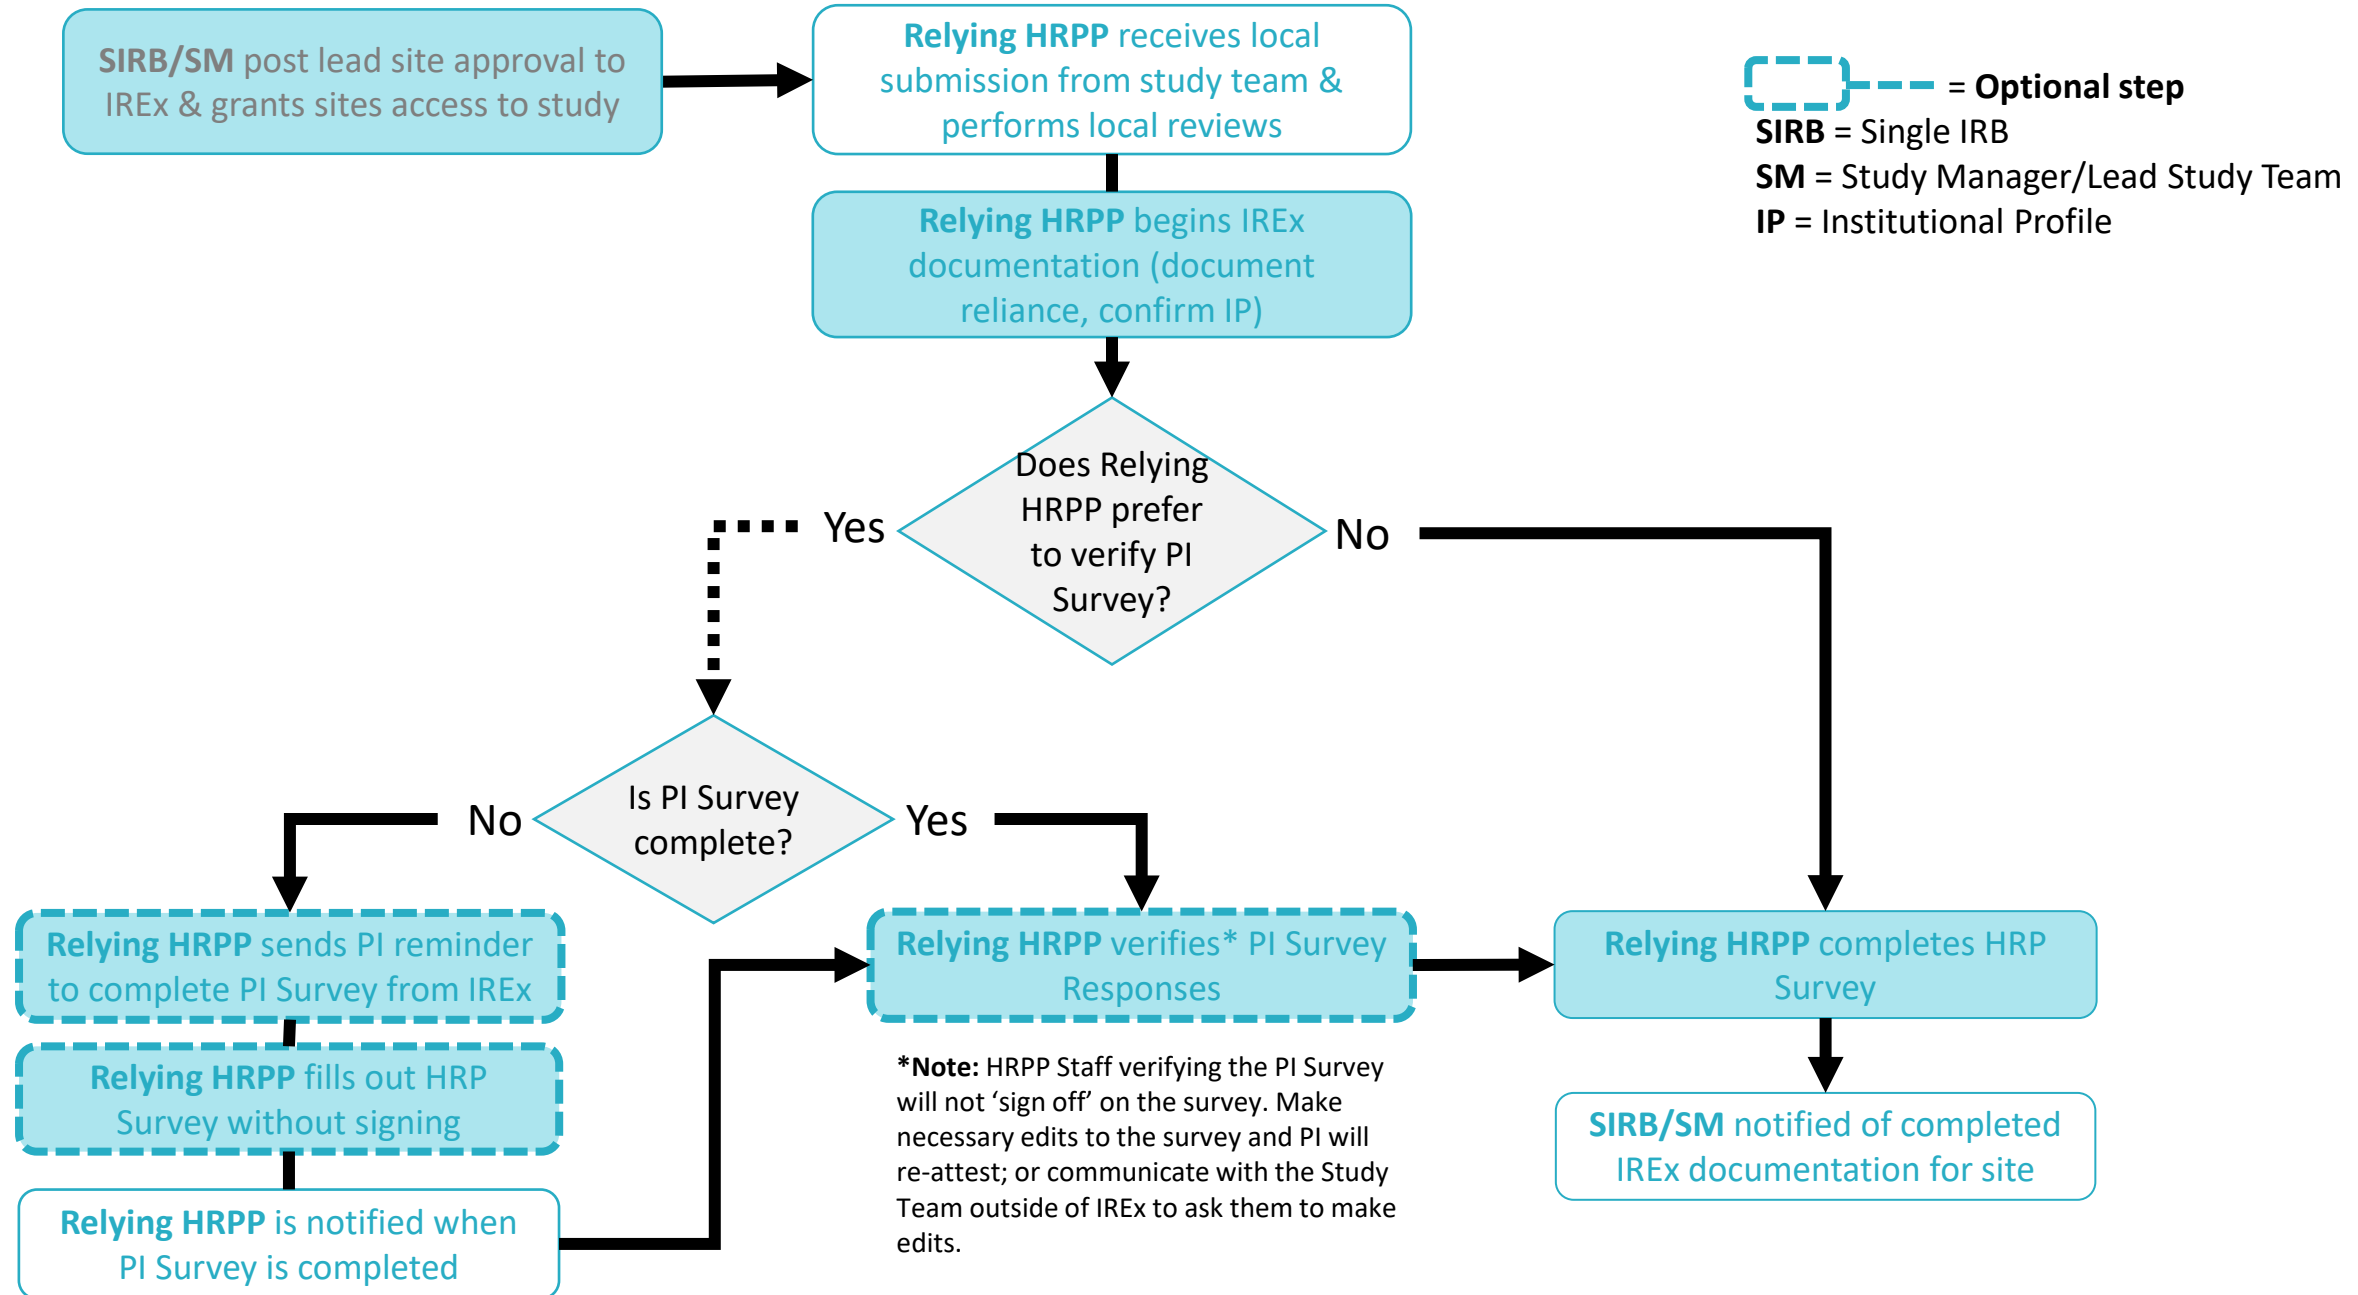 SIRB/SM post lead site approval to
IREx & grants sites access to study
Relying HRPP receives local
submission from study team &
performs local reviews
= Optional step
SIRB = Single IRB
SM = Study Manager/Lead Study Team
IP = Institutional Profile
Relying HRPP begins IREx
documentation (document
reliance, confirm IP)
Does Relying
HRPP prefer
to verify PI
Survey?
Yes
No
Is PI Survey
complete?
No
Yes
Relying HRPP sends PI reminder
to complete PI Survey from IREx
Relying HRPP fills out HRP
Survey without signing
Relying HRPP is notified when
PI Survey is completed
Relying HRPP verifies* PI Survey
Responses
*Note: HRPP Staff verifying the PI Survey
will not ‘sign off’ on the survey. Make
necessary edits to the survey and PI will
re-attest; or communicate with the Study
Team outside of IREx to ask them to make
edits.
Relying HRPP completes HRP
Survey
SIRB/SM notified of completed
IREx documentation for site